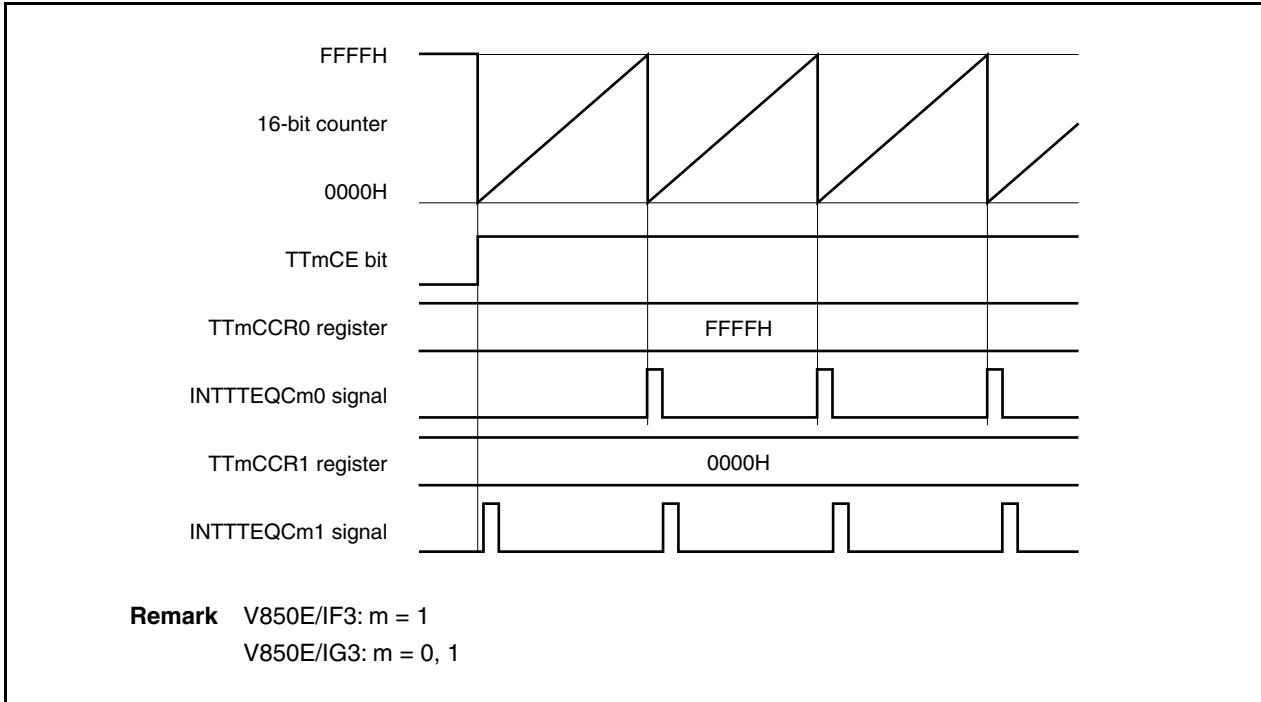 FFFFH
16-bit counter
0000H
TTmCE bit
TTmCCR0 register
FFFFH
INTTTEQCm0 signal
TTmCCR1 register
0000H
INTTTEQCm1 signal
Remark V850E/IF3: m = 1
V850E/IG3: m = 0, 1